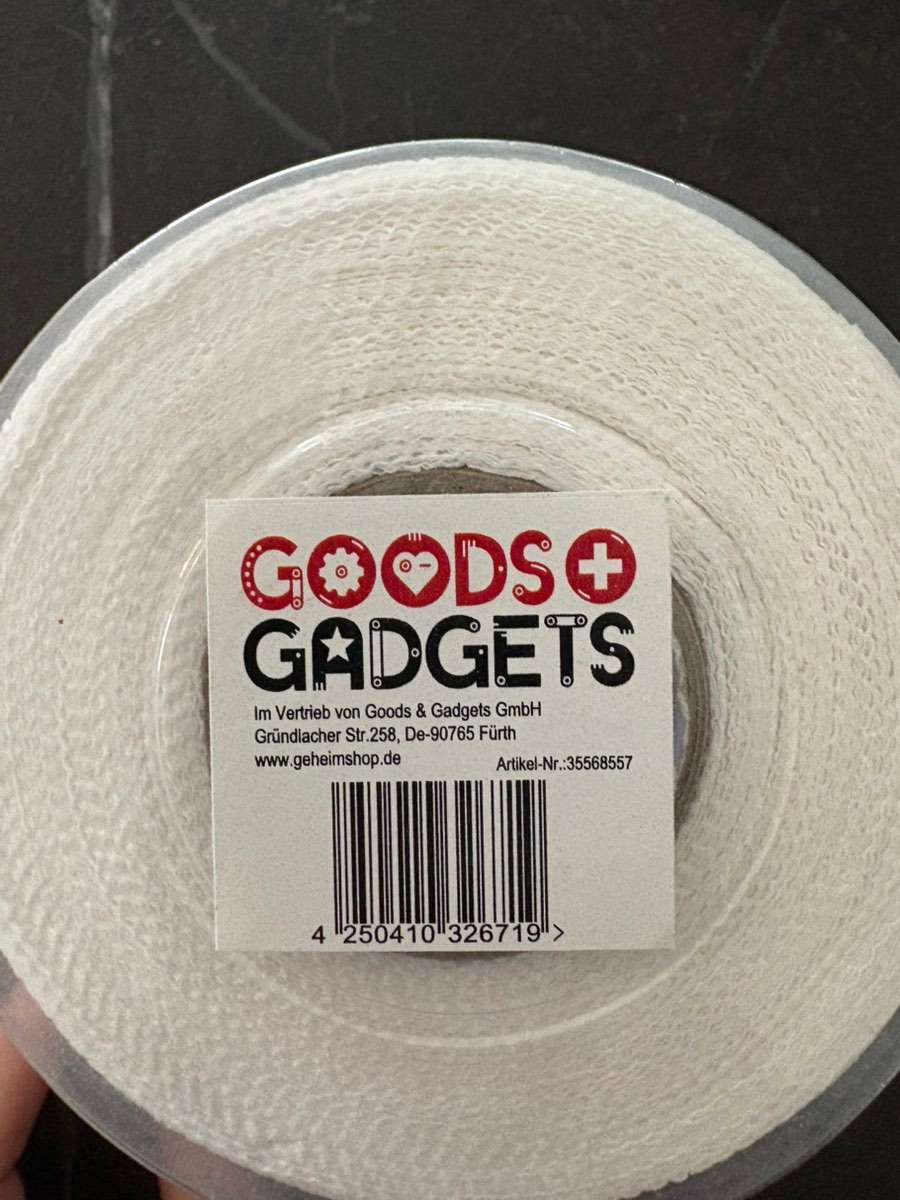 GOODS+
GADGETS
Im Vertrieb von Goods & Gadgets GmbH
Gründlacher Str.258, De-90765 Fürth
www.geheimshop.de
Artikel-Nr.:35568557
4 250410 326719 >